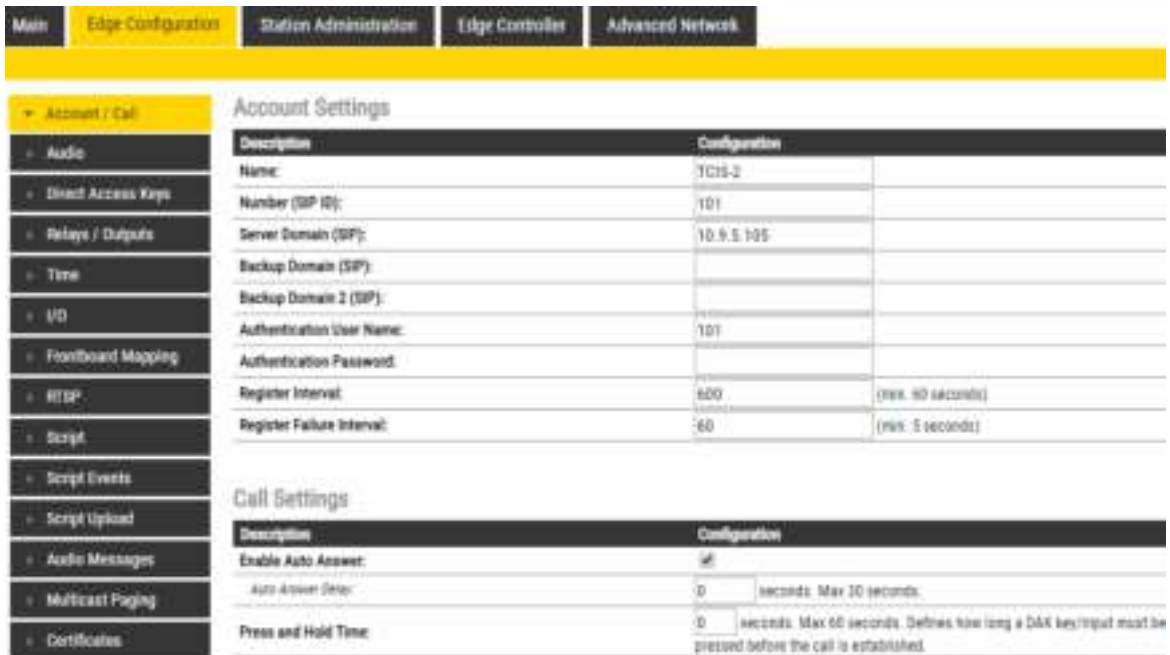 Main Edge Configuration Station Administration Edge Controller Advanced Network
Account / Call
Audio
Direct Access Keys
Relays / Outputs
Time
I/O
Frontboard Mapping
RTSP
Script
Script Events
Script Upload
Audio Messages
Multicast Paging
Certificates
Account Settings
Description Configuration
Name: TCIS-2
Number (SIP ID): 101
Server Domain (SIP): 10.9.5.105
Backup Domain (SIP):
Backup Domain 2 (SIP):
Authentication User Name: 101
Authentication Password:
Register Interval: 600 (min. 60 seconds)
Register Failure Interval: 60 (min. 5 seconds)
Call Settings
Description Configuration
Enable Auto Answer:
Auto Answer Delay: 0 seconds. Max 30 seconds.
Press and Hold Time: 0 seconds. Max 60 seconds. Defines how long a DAK key/input must be
pressed before the call is established.